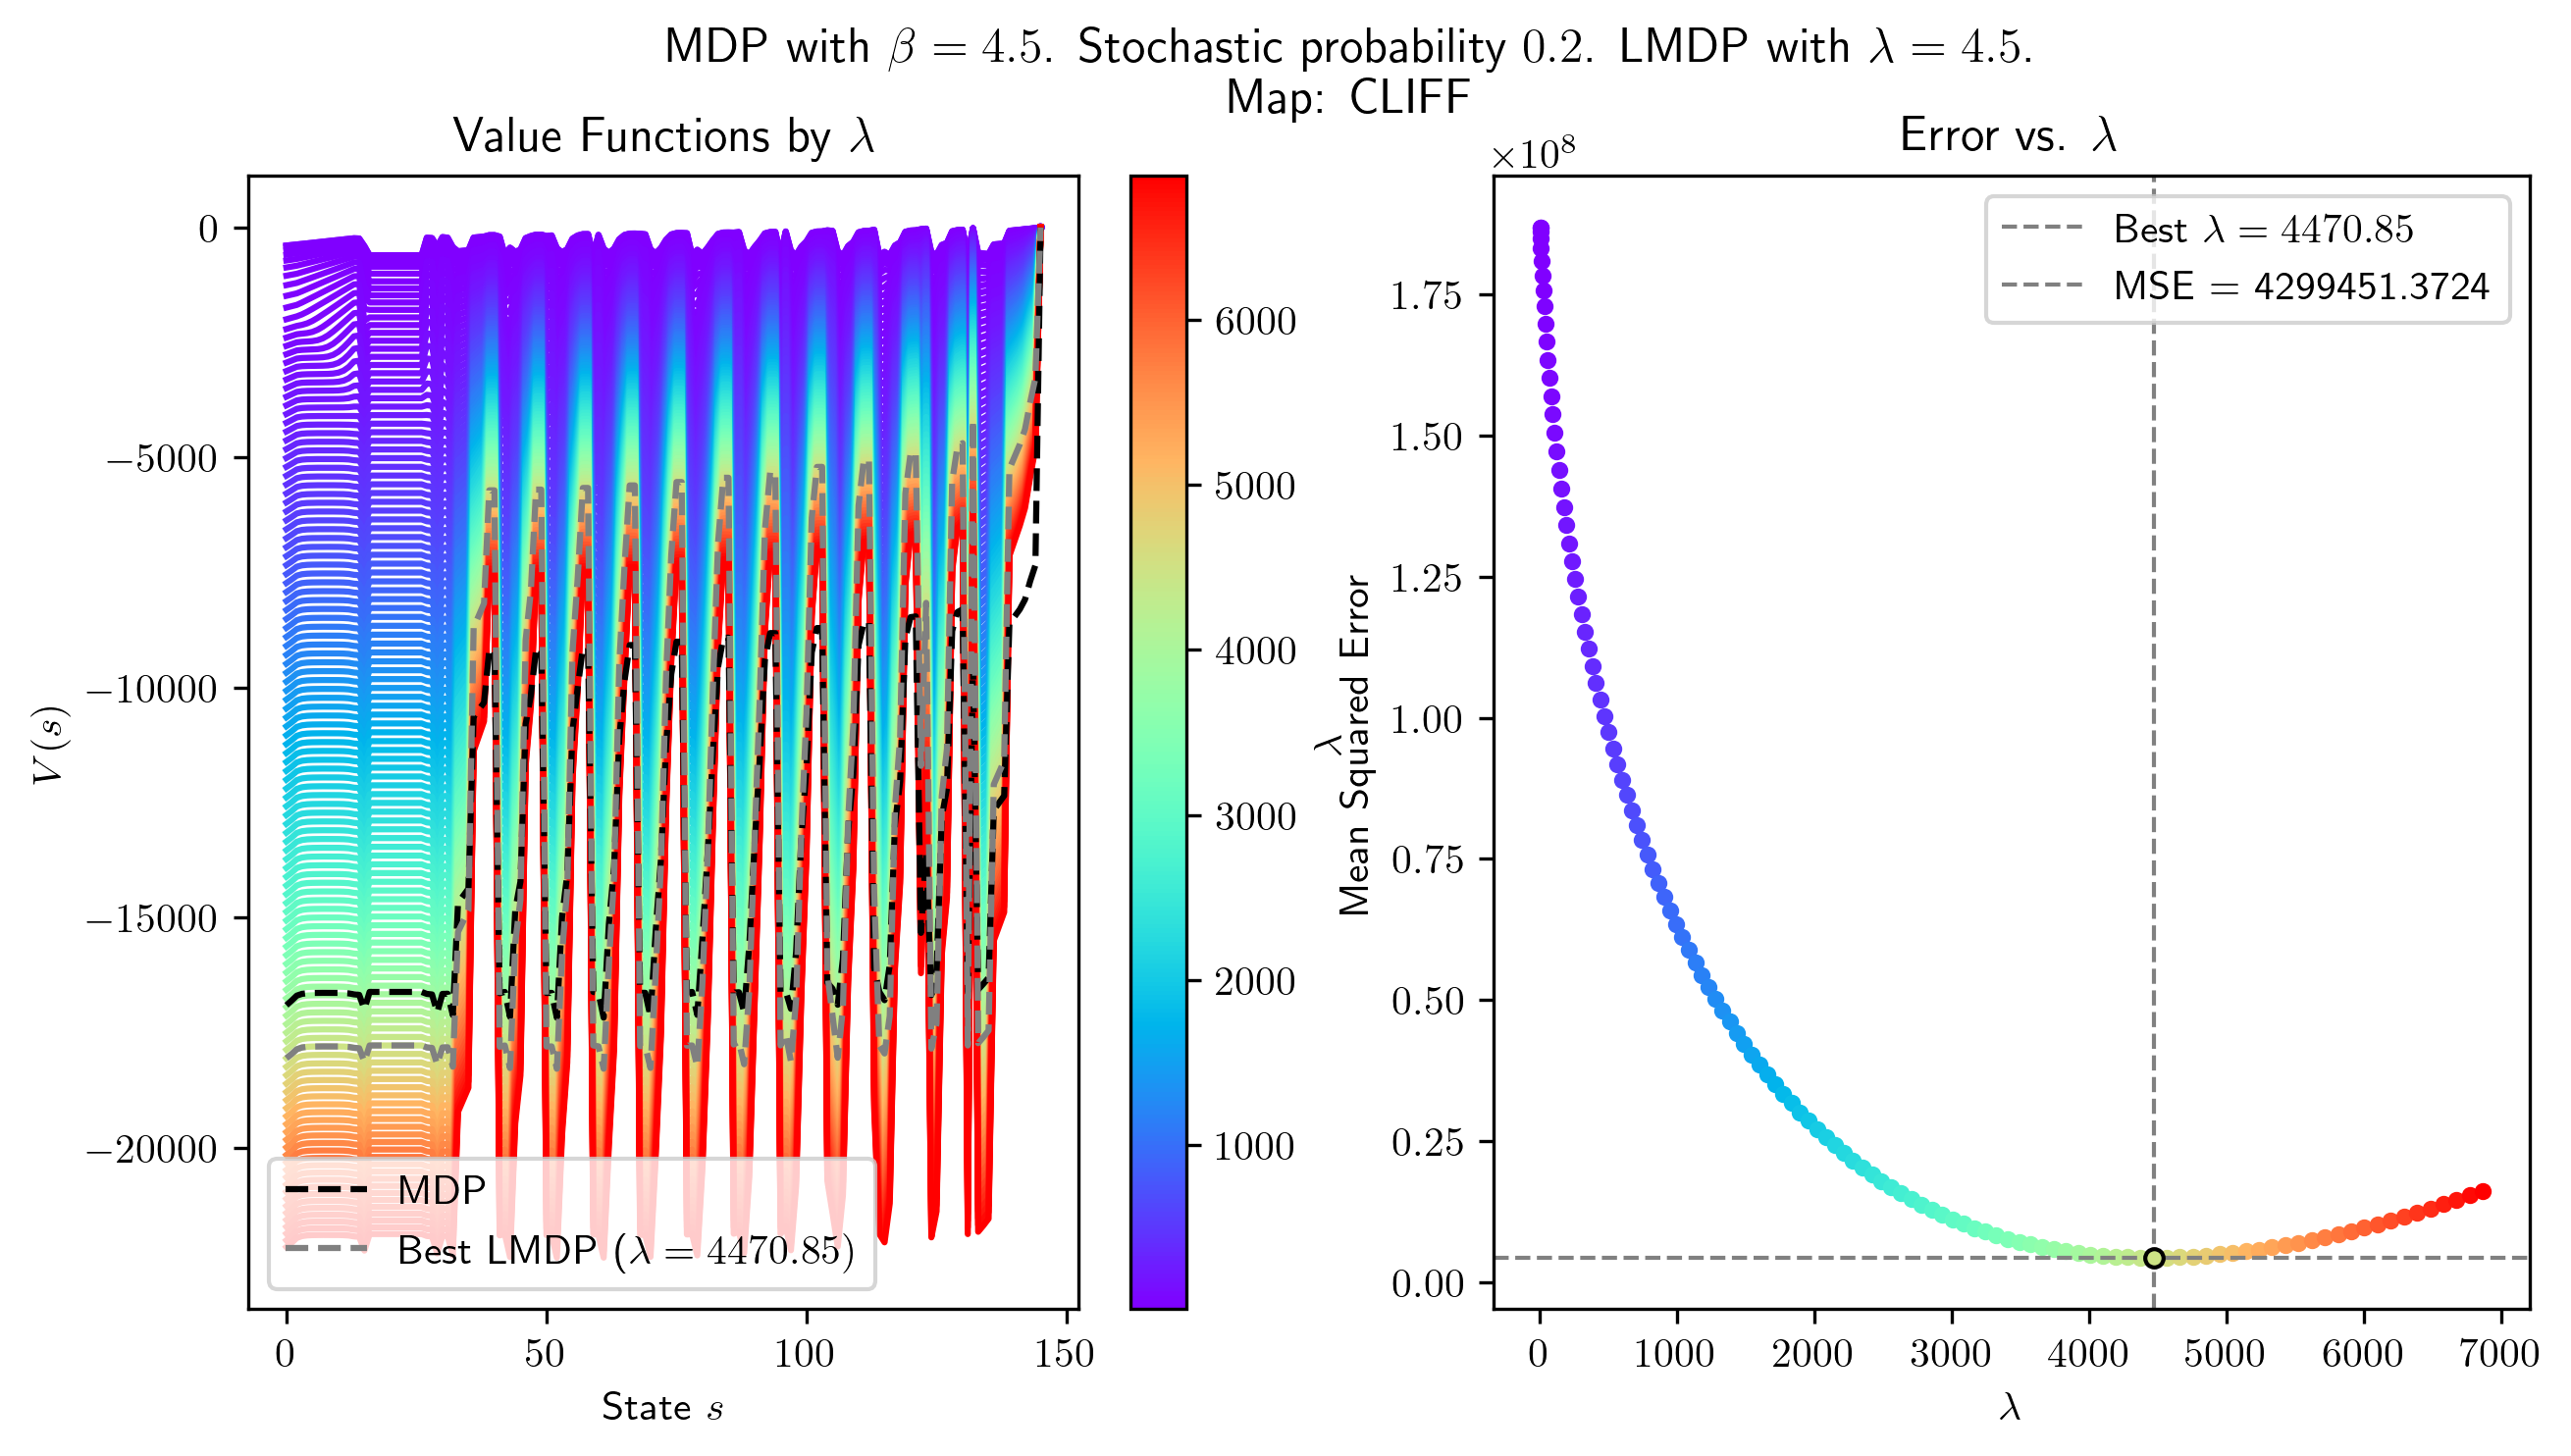 MDP with β = 4.5. Stochastic probability 0.2. LMDP with λ = 4.5.
Map: CLIFF
Value Functions by λ
0
−5000
−10000
−15000
−20000
V(s)
0 50 100 150
State s
MDP
Best LMDP (λ = 4470.85)
6000
5000
4000
3000
2000
1000
λ
Error vs. λ
×10⁸
1.75
1.50
1.25
1.00
0.75
0.50
0.25
0.00
Mean Squared Error
Best λ = 4470.85
MSE = 4299451.3724
0 1000 2000 3000 4000 5000 6000 7000
λ